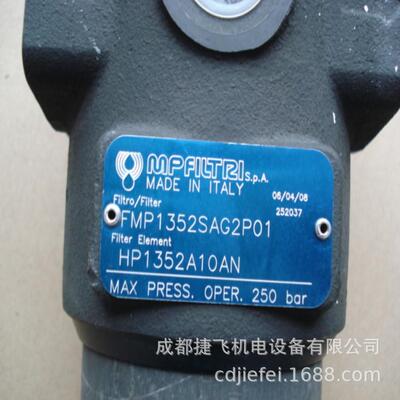 MPFILTRI S.p.A.
MADE IN ITALY
06/04/06
Filtro/Filter
252037
FMP1352SAG2P01
Filter Element
HP1352A10AN
MAX PRESS. OPER. 250 bar
成都捷飞机电设备有限公司
cdjiefei.1688.com